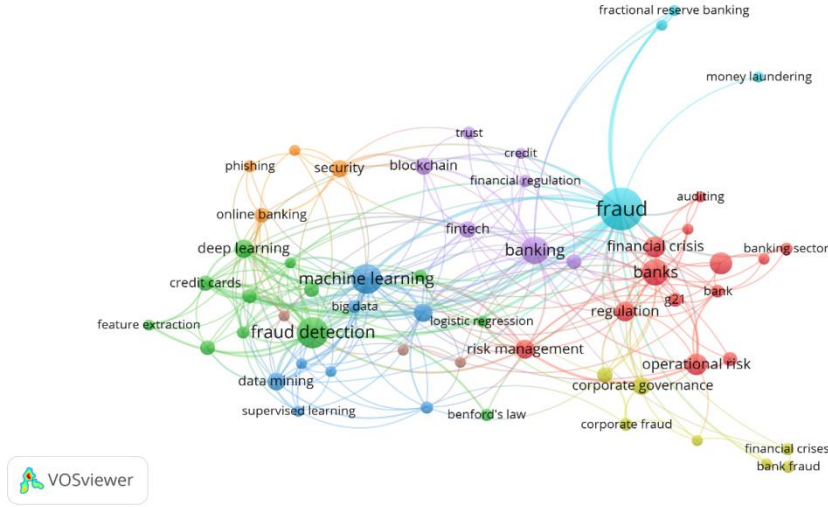 fractional reserve banking
money laundering
trust
credit
phishing
security
blockchain
financial regulation
auditing
fraud
online banking
fintech
deep learning
banking
financial crisis
banking sector
credit cards
machine learning
banks
bank
big data
g21
feature extraction
fraud detection
logistic regression
regulation
risk management
operational risk
data mining
corporate governance
supervised learning
benford's law
corporate fraud
financial crises
bank fraud
VOSviewer